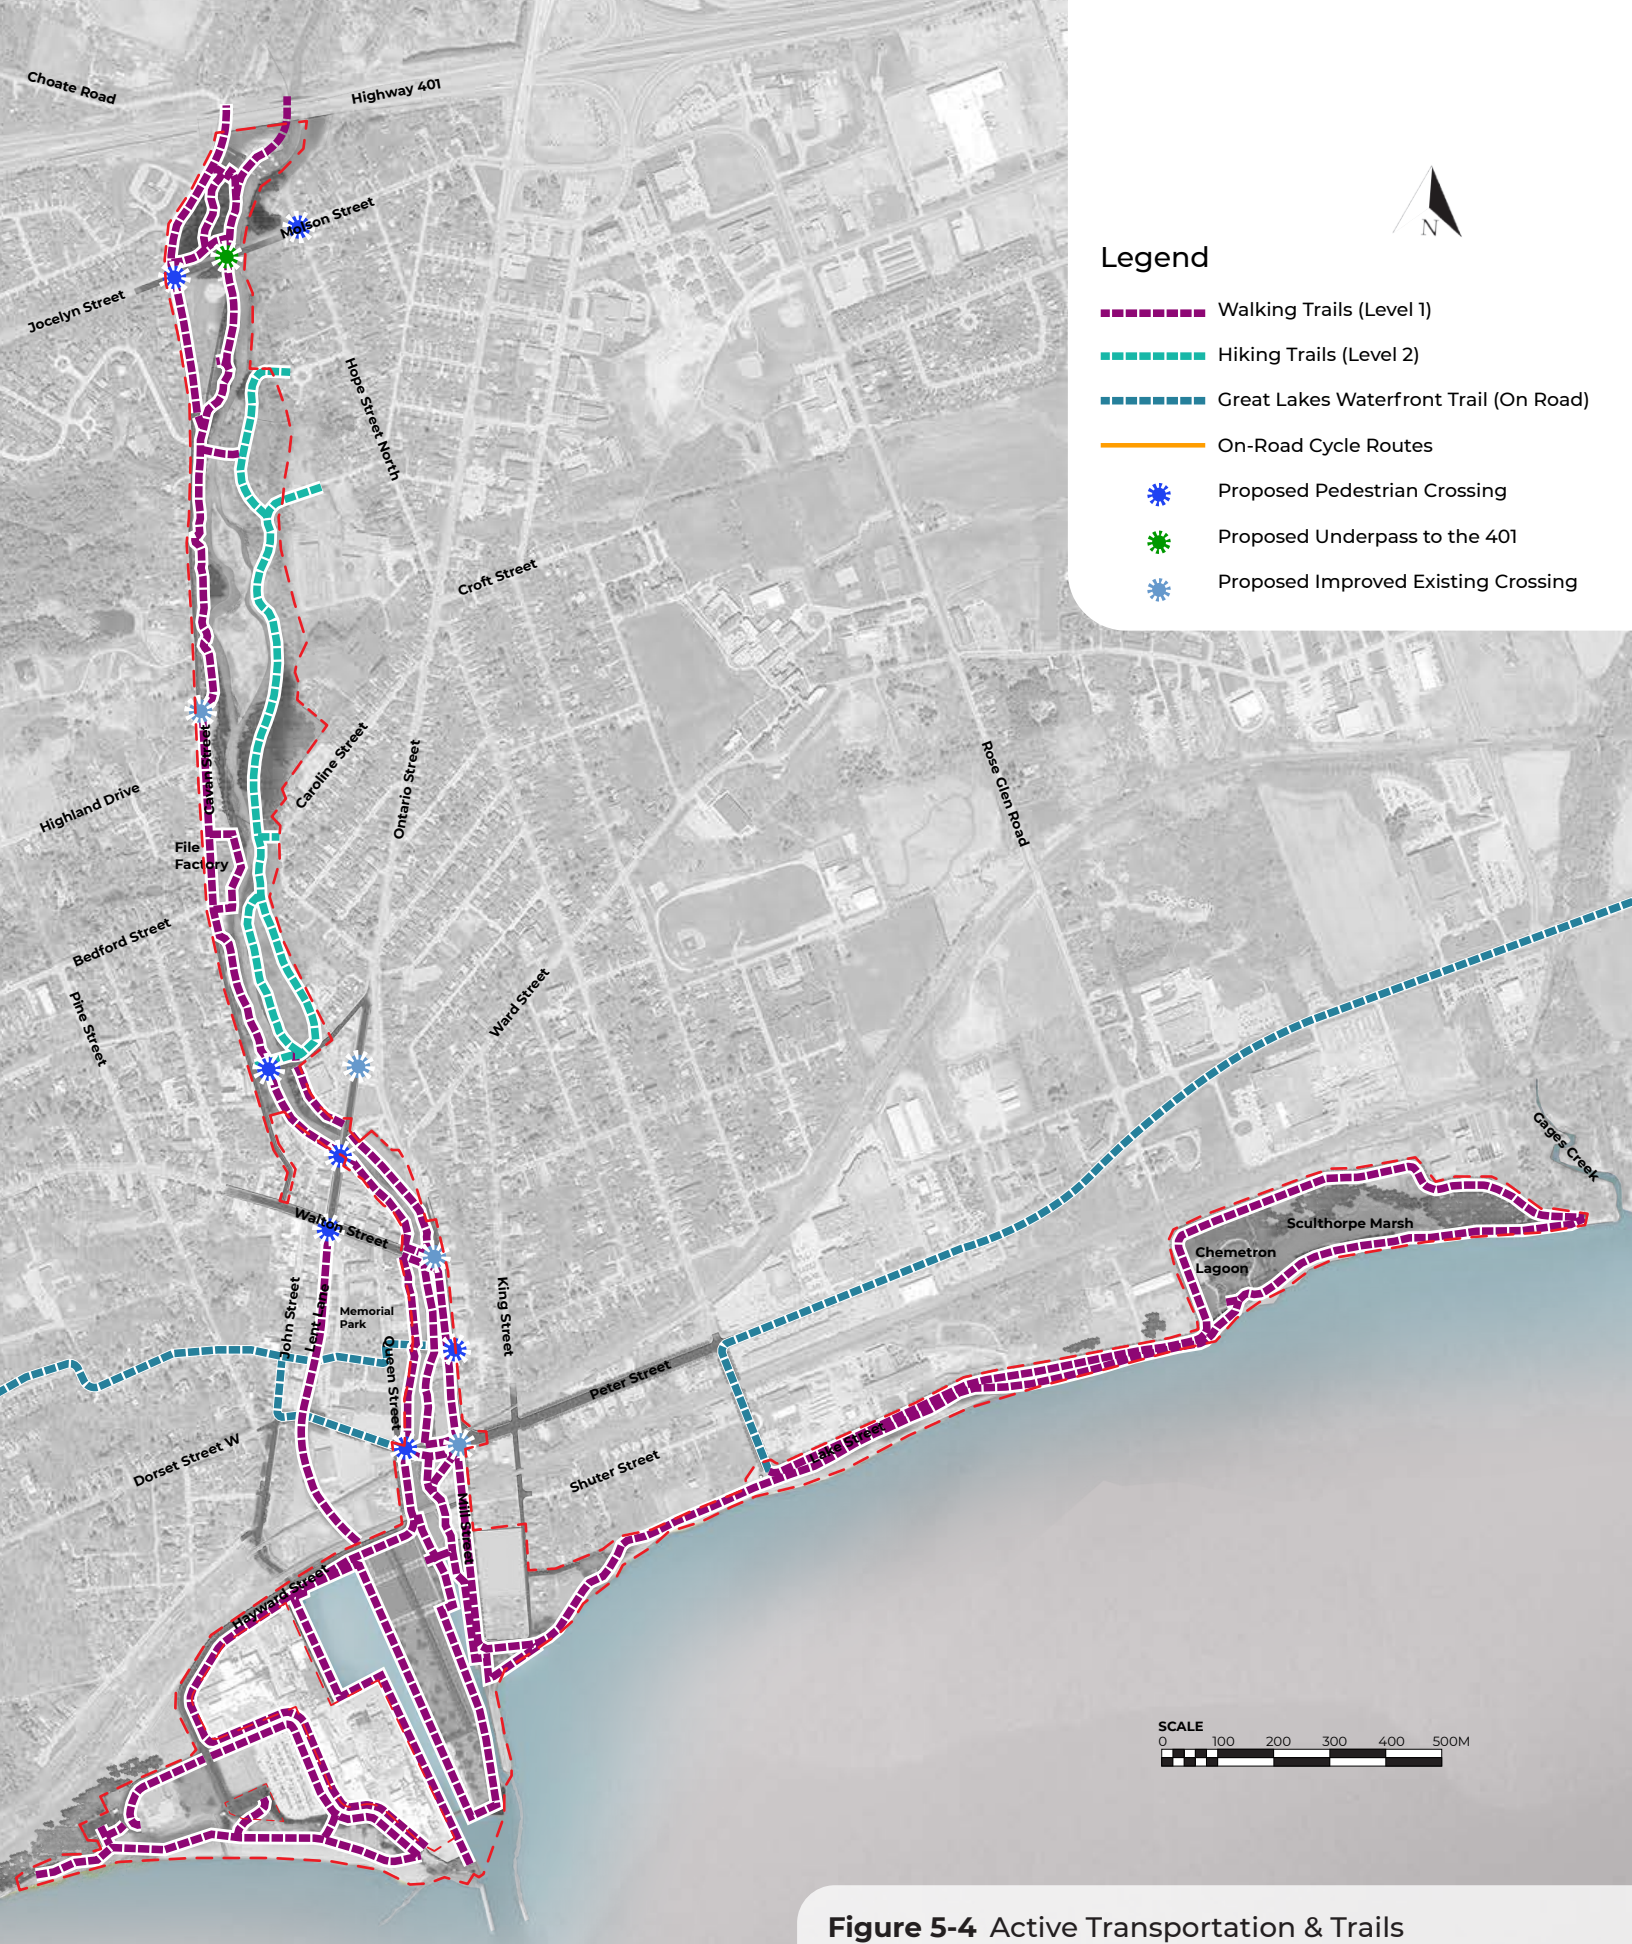 Choate Road
Highway 401
Molson Street
Jocelyn Street
Hope Street North
Croft Street
Legend
Walking Trails (Level 1)
Hiking Trails (Level 2)
Great Lakes Waterfront Trail (On Road)
On-Road Cycle Routes
Proposed Pedestrian Crossing
Proposed Underpass to the 401
Proposed Improved Existing Crossing
N
Cavan Street
Caroline Street
Ontario Street
Highland Drive
File
Factory
Rose Glen Road
Google Earth
Bedford Street
Pine Street
Ward Street
Gages Creek
Walton Street
Sculthorpe Marsh
Chemetron
Lagoon
John Street
Lent Lane
Memorial
Park
Queen Street
King Street
Peter Street
Dorset Street W
Shuter Street
Lake Street
Mill Street
Hayward Street
SCALE
0 100 200 300 400 500M
Figure 5-4 Active Transportation & Trails